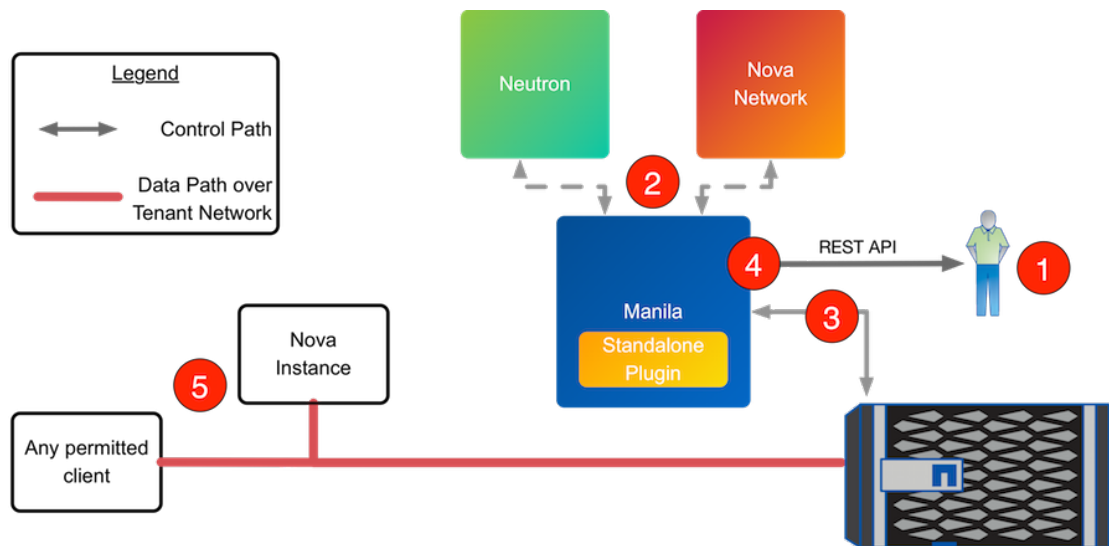 Legend
Control Path
Data Path over
Tenant Network
Neutron
Nova
Network
2
4
REST API
1
3
Manila
Standalone
Plugin
Nova
Instance
5
Any permitted
client